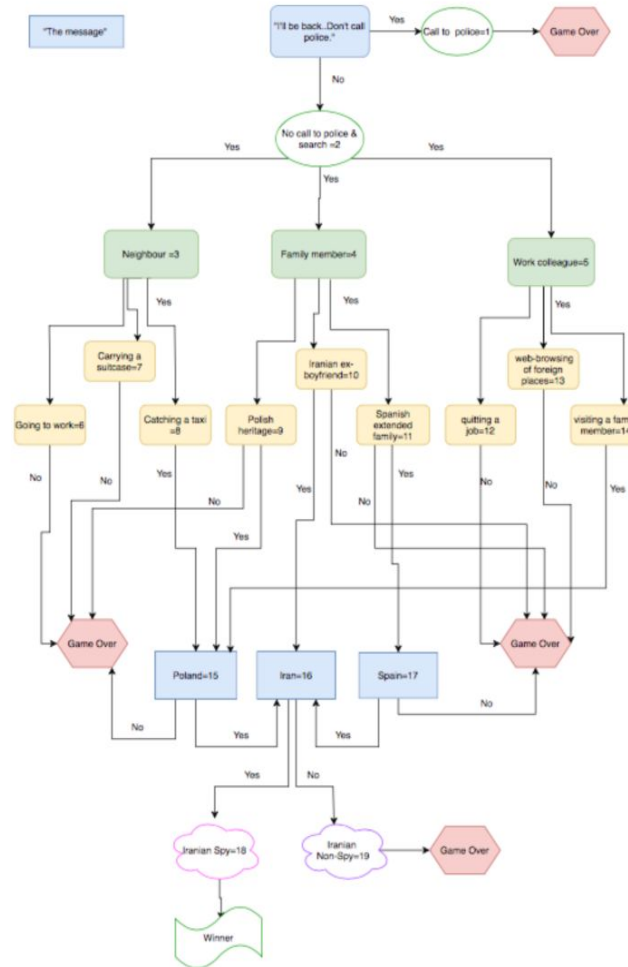 "The message"
"I'll be back..Don't call
police."
Yes
Call to police=1
Game Over
No
No call to police &
search =2
Yes
Yes
Yes
Neighbour =3
Family member=4
Work colleague=5
Yes
Yes
Yes
Carrying a
suitcase=7
Iranian ex-
boyfriend=10
web-browsing
of foreign
places=13
Going to work=6
Catching a taxi
=8
Polish
heritage=9
Spanish
extended
family=11
quitting a
job=12
visiting a fam
member=14
No
No
Yes
No
Yes
Yes
No
No
Yes
No
No
Yes
Game Over
Game Over
Poland=15
Iran=16
Spain=17
No
Yes
Yes
No
Yes
No
Iranian Spy=18
Iranian
Non-Spy=19
Game Over
Winner